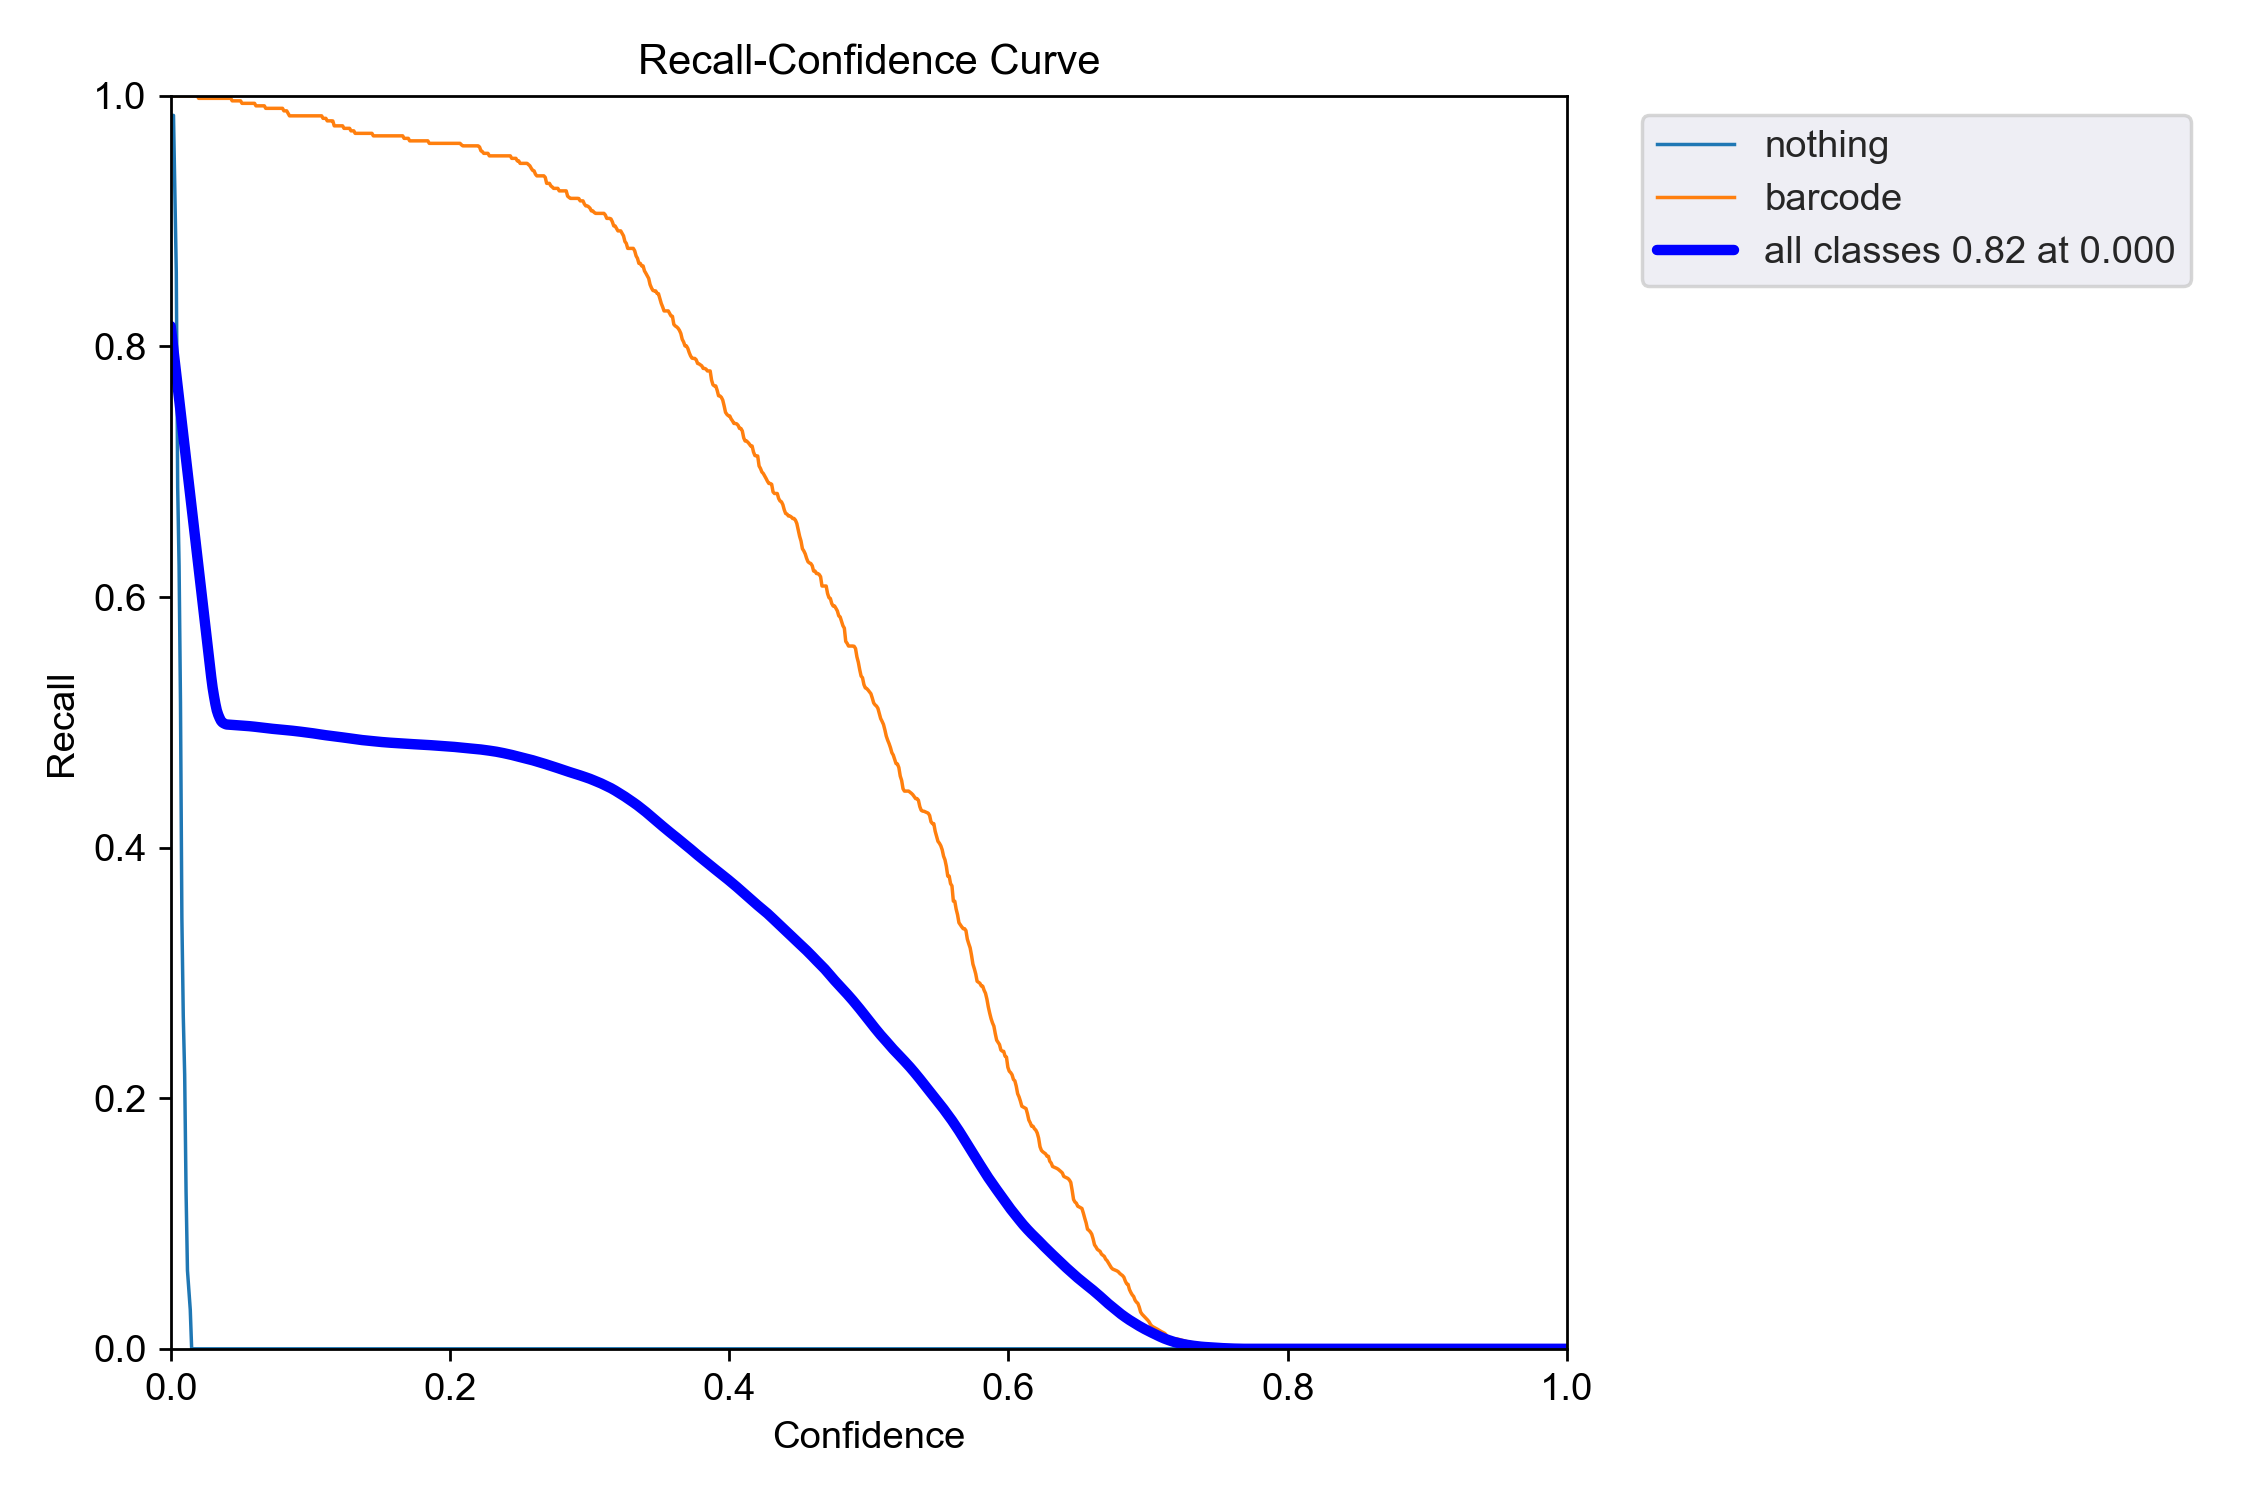 Recall-Confidence Curve
nothing
barcode
all classes 0.82 at 0.000
1.0
0.8
0.6
0.4
0.2
0.0
Recall
0.0 0.2 0.4 0.6 0.8 1.0
Confidence